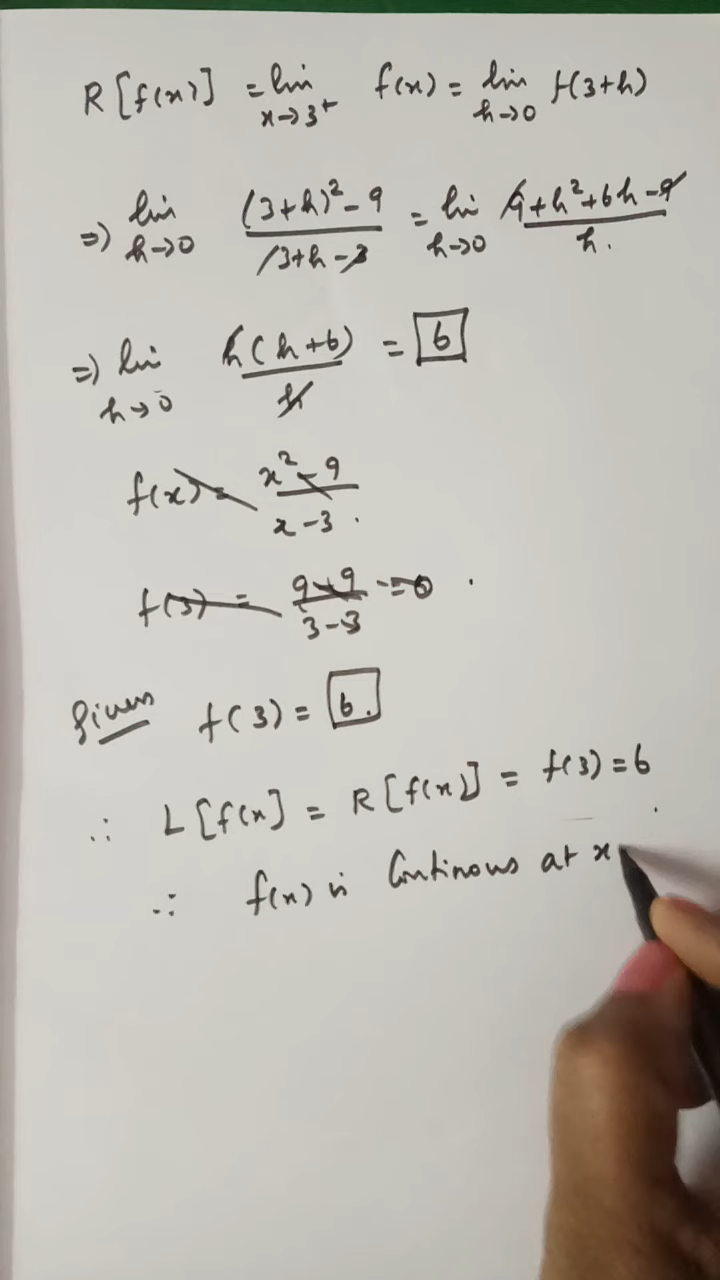 R[f(x)] = lim x→3⁺ f(x) = lim h→0 f(3+h)
⇒) lim h→0 (3+h)² - 9 / 3+h-3 = lim h→0 9+h²+6h-9 / h.
⇒) lim h→0 h(h+6) / h = 6
f(x) = x² - 9 / x - 3 .
f(3) = 9-9 / 3-3 = 0 .
Given f(3) = 6.
∴ L[f(x)] = R[f(x)] = f(3) = 6 .
∴ f(x) is Continous at x